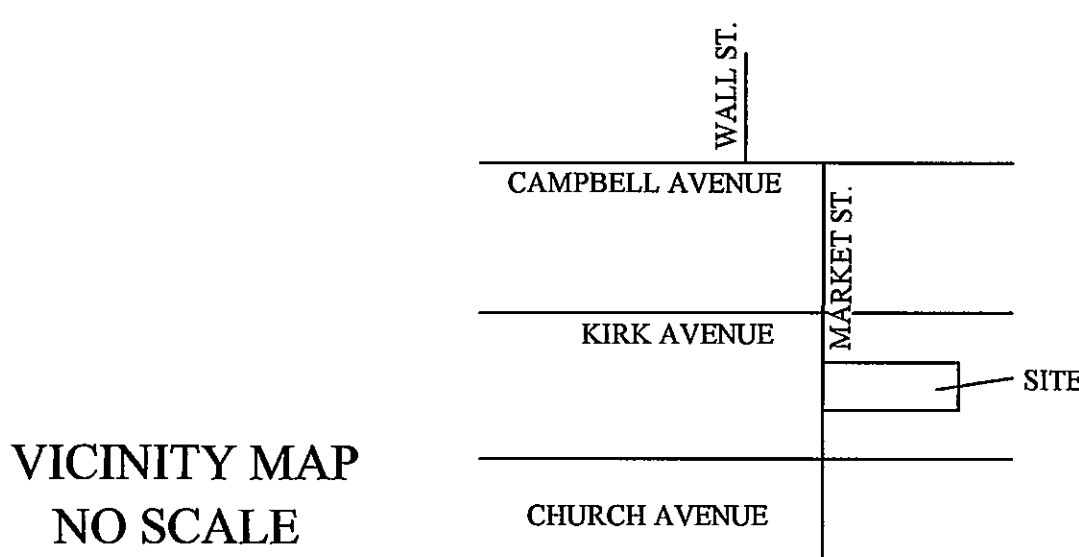 WALL ST.
CAMPBELL AVENUE
MARKET ST.
KIRK AVENUE
SITE
VICINITY MAP
NO SCALE
CHURCH AVENUE